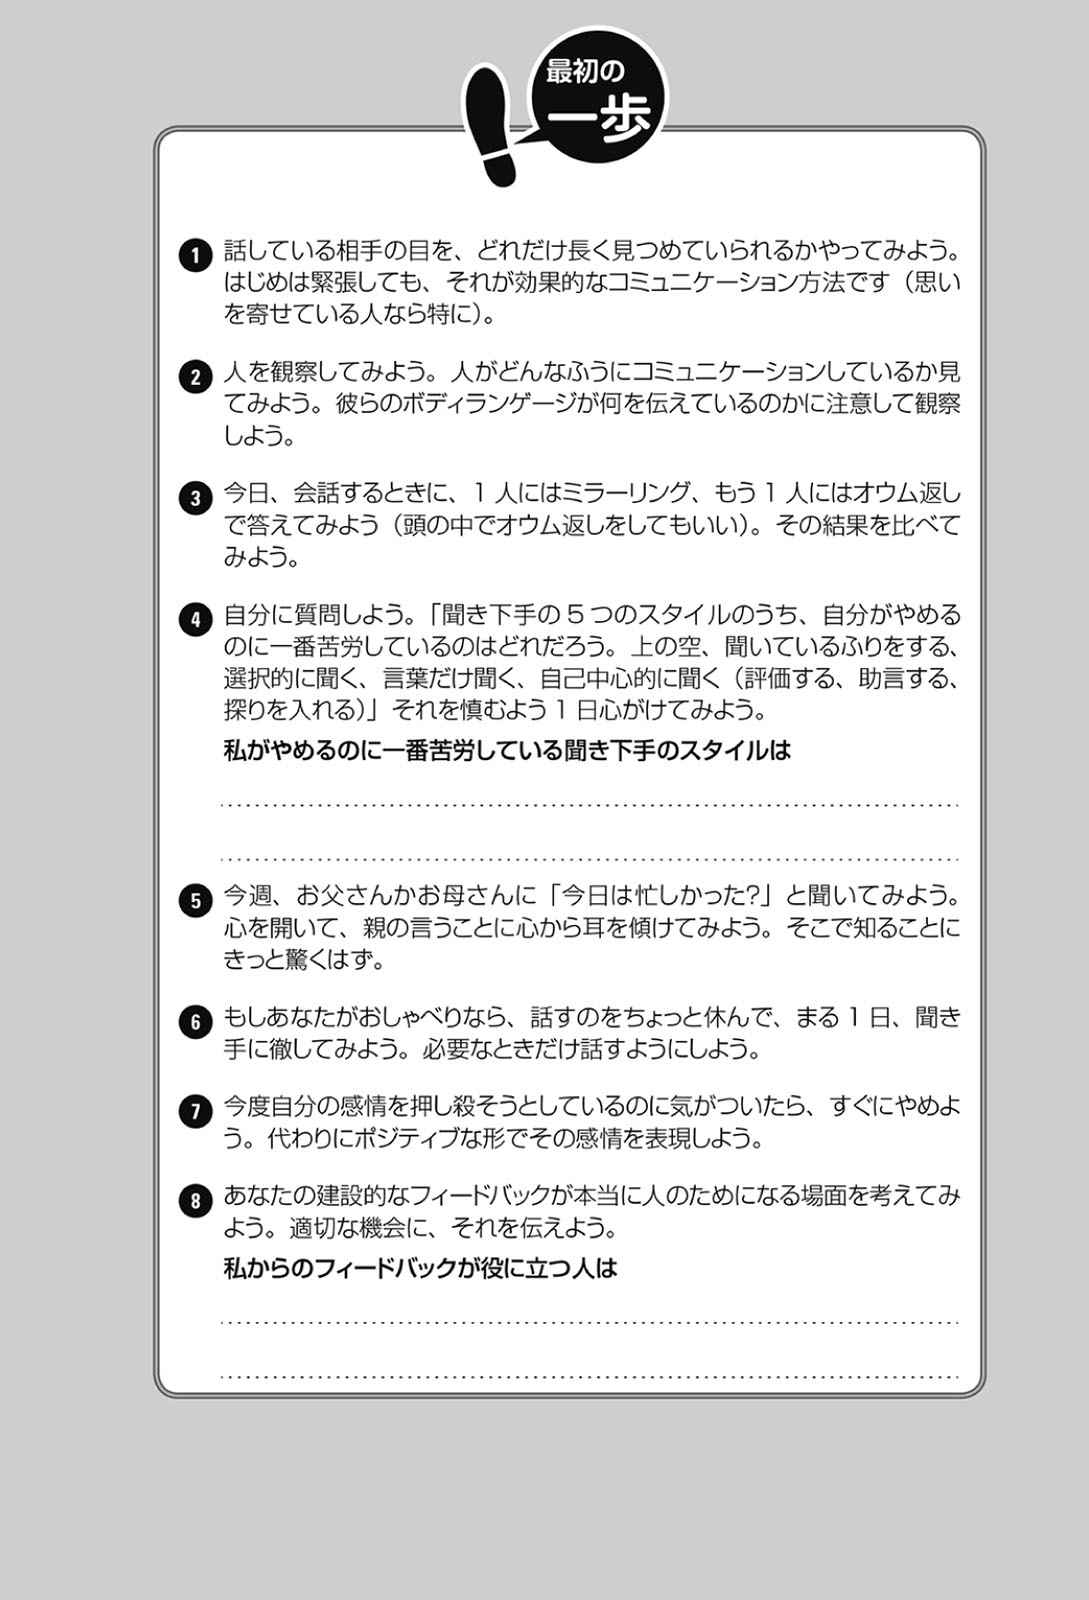 最初の
一歩
1 話している相手の目を、どれだけ長く見つめていられるかやってみよう。
はじめは緊張しても、それが効果的なコミュニケーション方法です（思い
を寄せている人なら特に）。
2 人を観察してみよう。人がどんなふうにコミュニケーションしているか見
てみよう。彼らのボディランゲージが何を伝えているのかに注意して観察
しよう。
3 今日、会話するときに、1 人にはミラーリング、もう 1 人にはオウム返し
で答えてみよう（頭の中でオウム返しをしてもいい）。その結果を比べて
みよう。
4 自分に質問しよう。「聞き下手の 5 つのスタイルのうち、自分がやめる
のに一番苦労しているのはどれだろう。上の空、聞いているふりをする、
選択的に聞く、言葉だけ聞く、自己中心的に聞く（評価する、助言する、
探りを入れる）」それを慎むよう 1 日心がけてみよう。
私がやめるのに一番苦労している聞き下手のスタイルは
5 今週、お父さんかお母さんに「今日は忙しかった?」と聞いてみよう。
心を開いて、親の言うことに心から耳を傾けてみよう。そこで知ることに
きっと驚くはず。
6 もしあなたがおしゃべりなら、話すのをちょっと休んで、まる 1 日、聞き
手に徹してみよう。必要なときだけ話すようにしよう。
7 今度自分の感情を押し殺そうとしているのに気がついたら、すぐにやめよ
う。代わりにポジティブな形でその感情を表現しよう。
8 あなたの建設的なフィードバックが本当に人のためになる場面を考えてみ
よう。適切な機会に、それを伝えよう。
私からのフィードバックが役に立つ人は